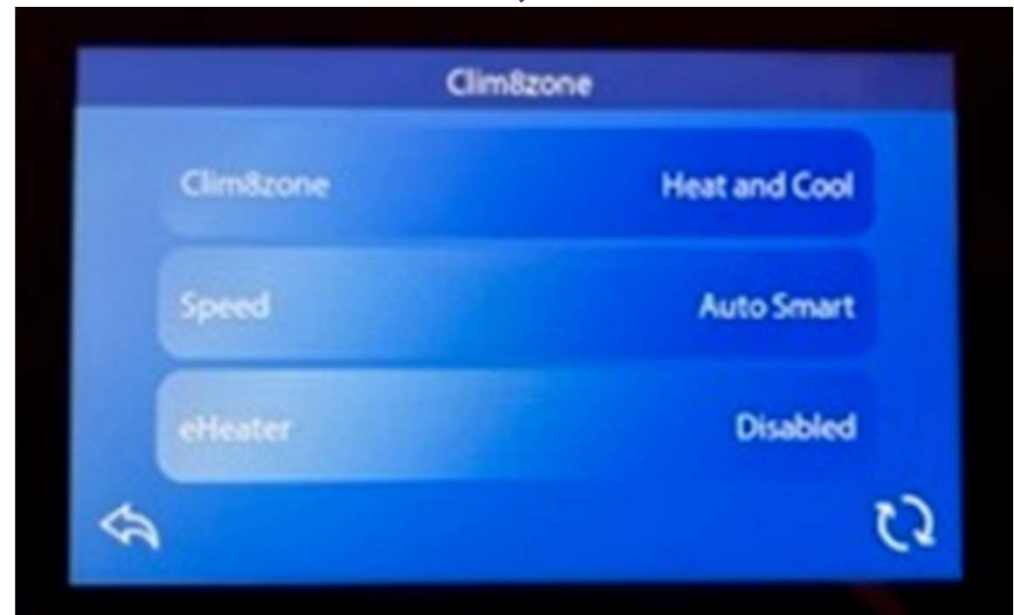 Clim8zone
Clim8zone Heat and Cool
Speed Auto Smart
eHeater Disabled